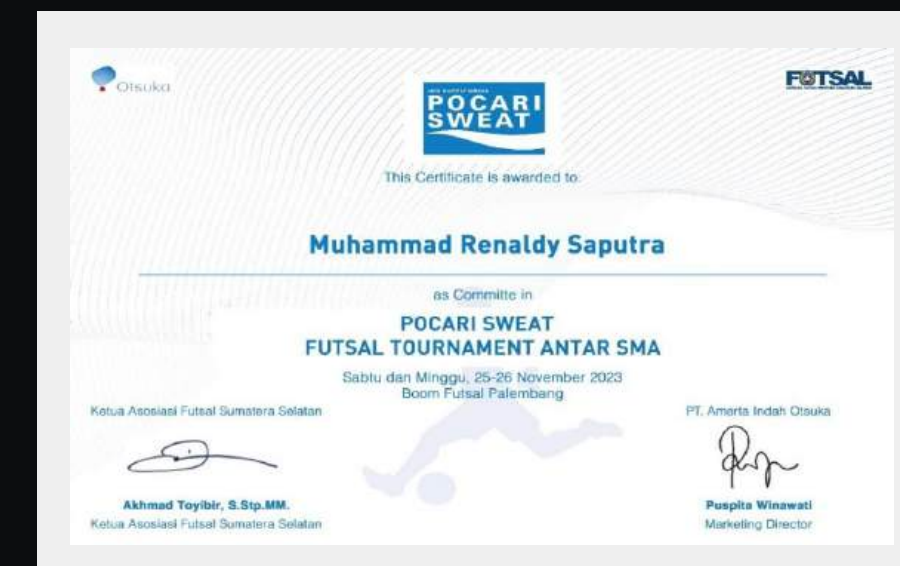 Otsuka
POCARI
SWEAT
FUTSAL
This Certificate is awarded to:
Muhammad Renaldy Saputra
as Committe in
POCARI SWEAT
FUTSAL TOURNAMENT ANTAR SMA
Sabtu dan Minggu, 25-26 November 2023
Boom Futsal Palembang
Ketua Asosiasi Futsal Sumatera Selatan
PT. Amerta Indah Otsuka
Akhmad Toyibir, S.Stp.MM.
Ketua Asosiasi Futsal Sumatera Selatan
Puspita Winawati
Marketing Director